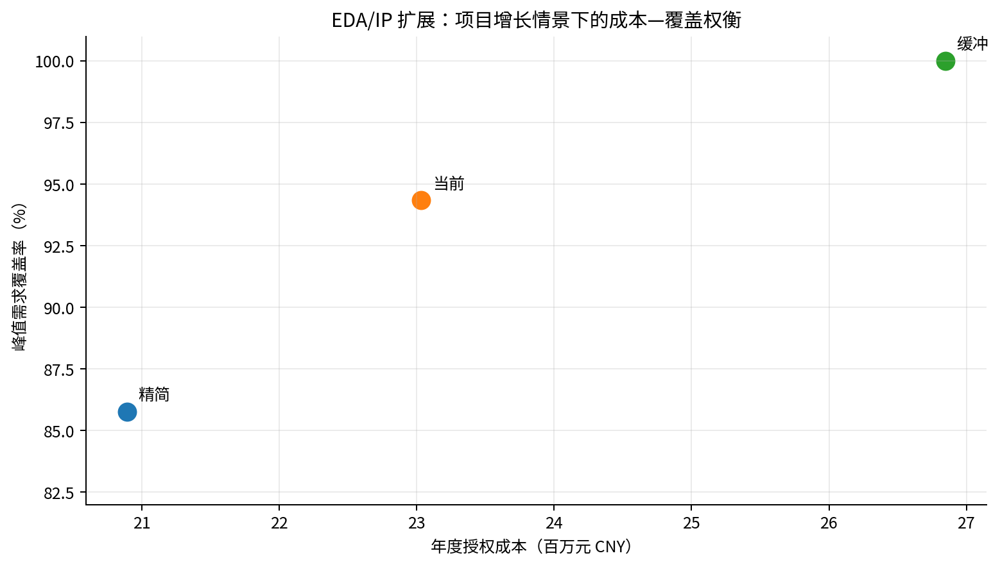 EDA/IP 扩展：项目增长情景下的成本—覆盖权衡
缓冲
100.0
97.5
95.0
当前
92.5
90.0
87.5
精简
85.0
82.5
峰值需求覆盖率（%）
21 22 23 24 25 26 27
年度授权成本（百万元 CNY）